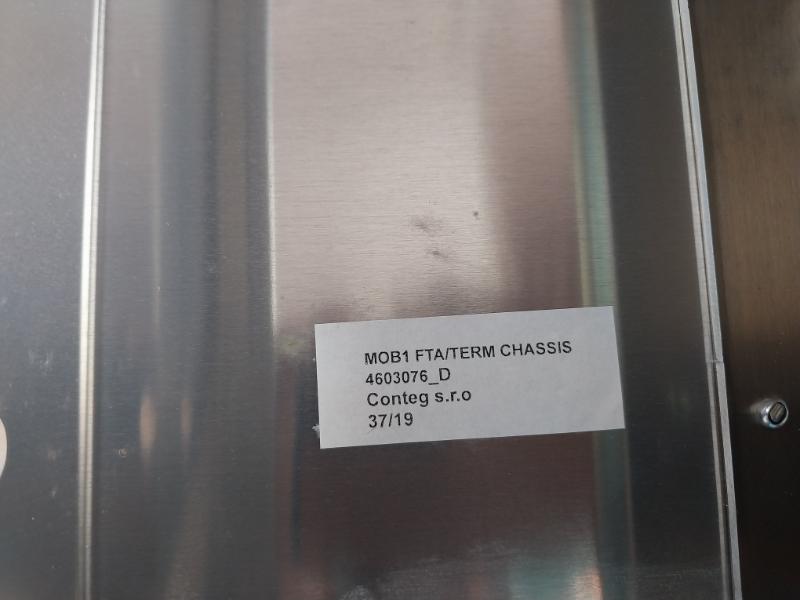 MOB1 FTA/TERM CHASSIS
4603076_D
Conteg s.r.o
37/19